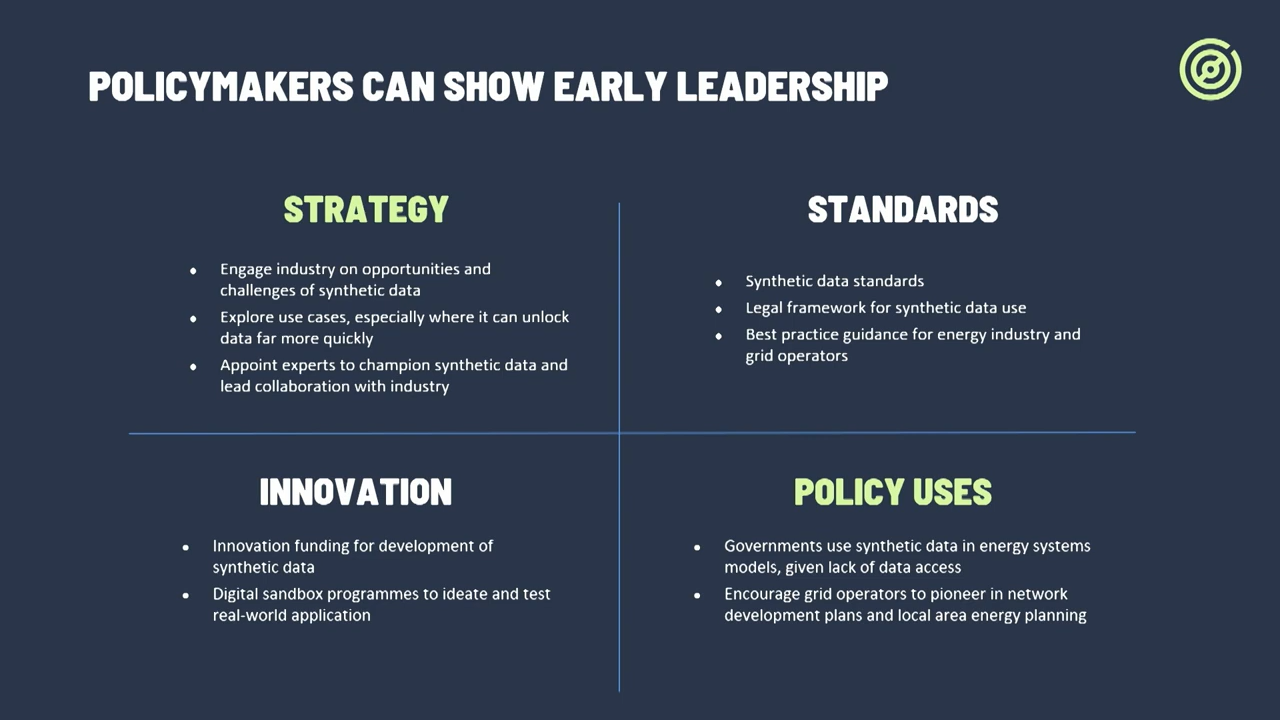 POLICYMAKERS CAN SHOW EARLY LEADERSHIP
STRATEGY
• Engage industry on opportunities and
challenges of synthetic data
• Explore use cases, especially where it can unlock
data far more quickly
• Appoint experts to champion synthetic data and
lead collaboration with industry
STANDARDS
• Synthetic data standards
• Legal framework for synthetic data use
• Best practice guidance for energy industry and
grid operators
INNOVATION
• Innovation funding for development of
synthetic data
• Digital sandbox programmes to ideate and test
real-world application
POLICY USES
• Governments use synthetic data in energy systems
models, given lack of data access
• Encourage grid operators to pioneer in network
development plans and local area energy planning